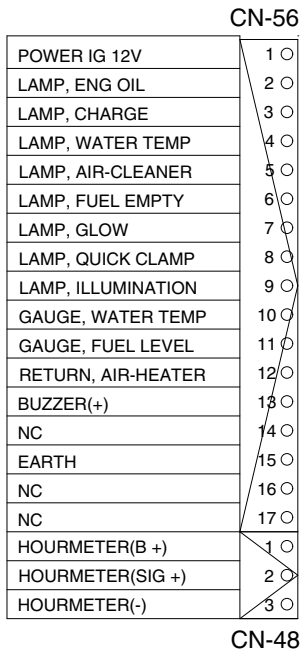 CN-56
POWER IG 12V 1
LAMP, ENG OIL 2
LAMP, CHARGE 3
LAMP, WATER TEMP 4
LAMP, AIR-CLEANER 5
LAMP, FUEL EMPTY 6
LAMP, GLOW 7
LAMP, QUICK CLAMP 8
LAMP, ILLUMINATION 9
GAUGE, WATER TEMP 10
GAUGE, FUEL LEVEL 11
RETURN, AIR-HEATER 12
BUZZER(+) 13
NC 14
EARTH 15
NC 16
NC 17
HOURMETER(B +) 1
HOURMETER(SIG +) 2
HOURMETER(-) 3
CN-48